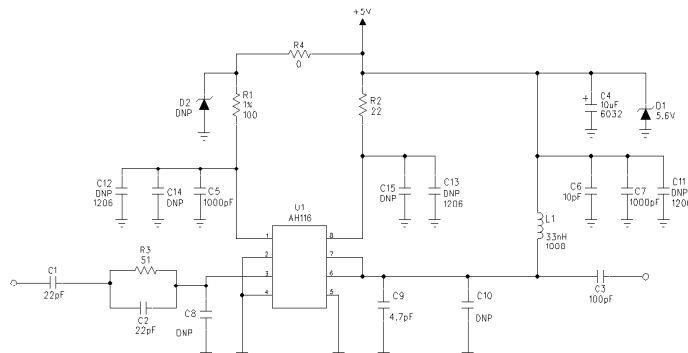 +5V
R4
0
D2
DNP
R1
1%
100
R2
22
C4
10uF
6032
+
D1
5.6V
C12
DNP
1206
C14
DNP
C5
1000pF
C15
DNP
C13
DNP
1206
C6
10pF
C7
1000pF
C11
DNP
1206
U1
AH116
1
2
3
4
8
7
6
5
L1
33nH
1008
R3
51
C1
22pF
C2
22pF
C8
DNP
C9
4.7pF
C10
DNP
C3
100pF